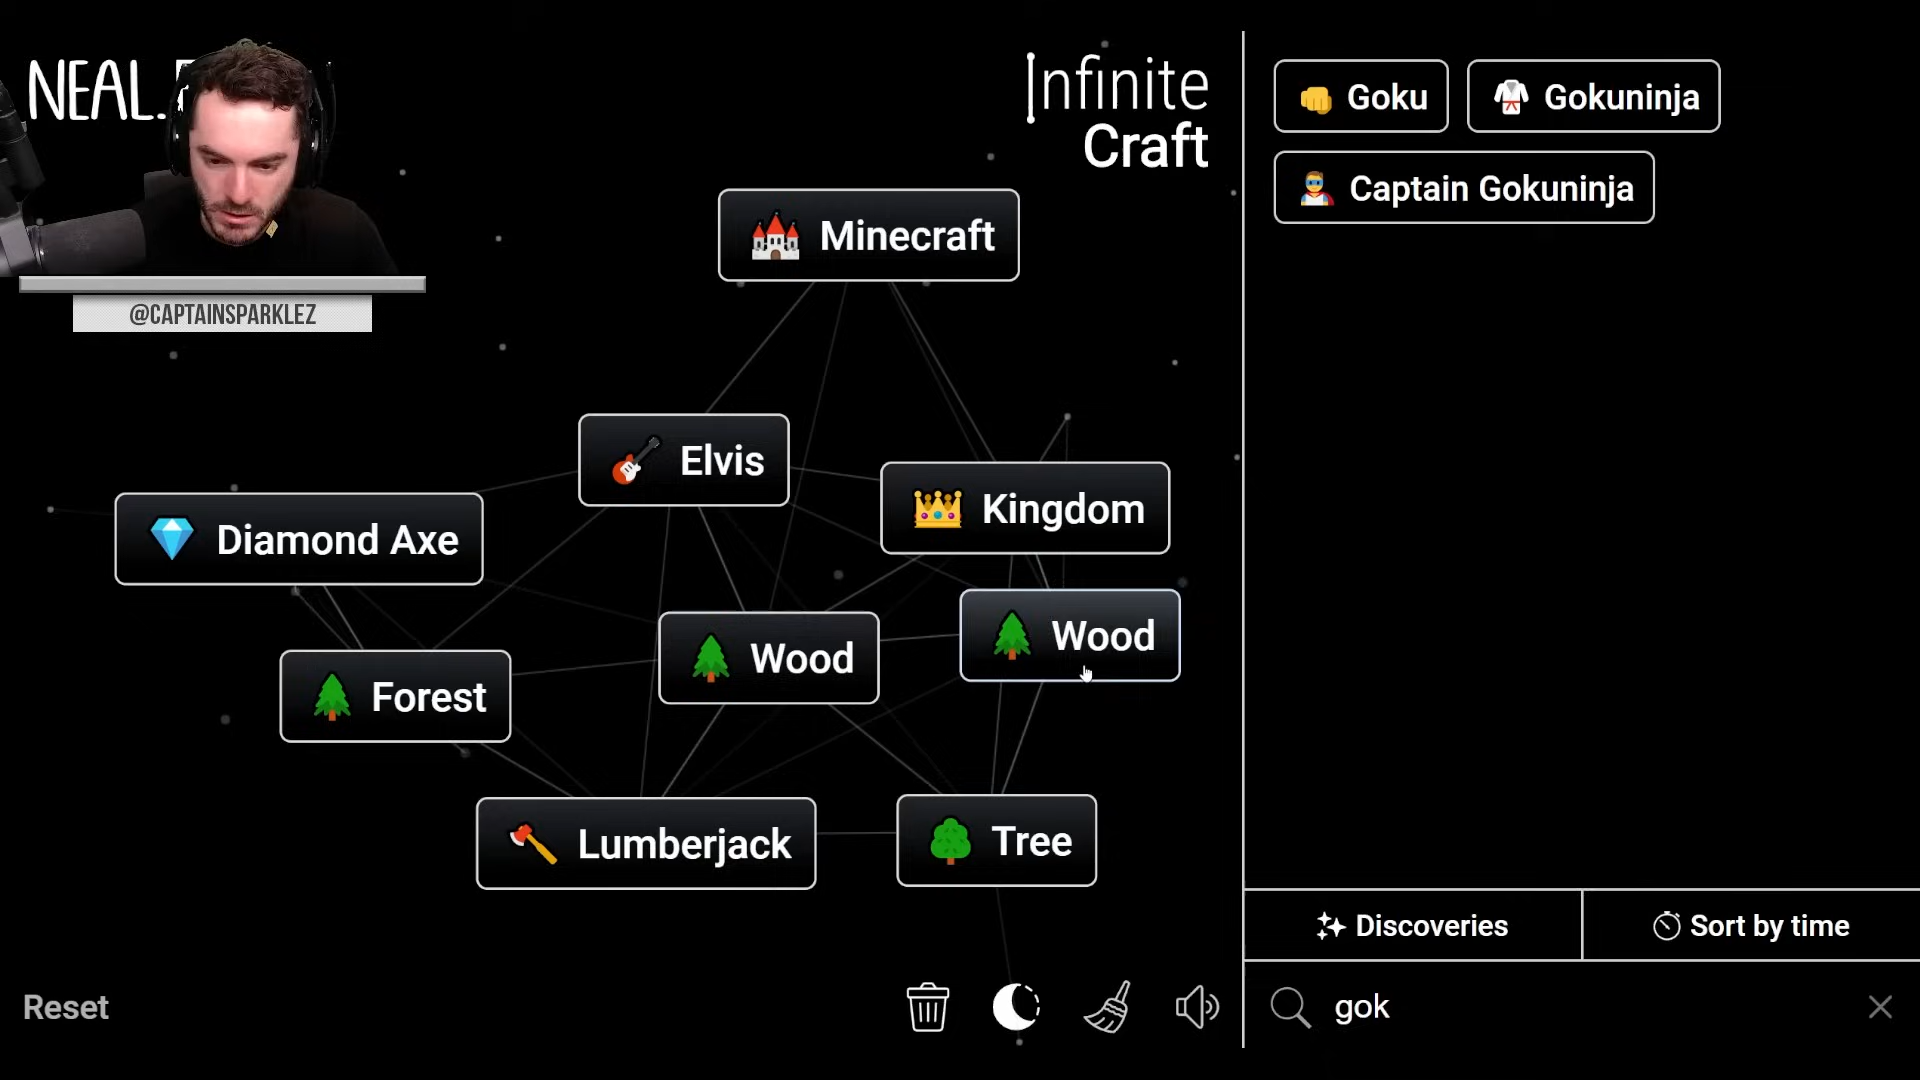 NEAL.
Infinite
Craft
@CAPTAINSPARKLEZ
Minecraft
Elvis
Kingdom
Diamond Axe
Wood
Wood
Forest
Lumberjack
Tree
Reset
Goku
Gokuninja
Captain Gokuninja
Discoveries
Sort by time
gok